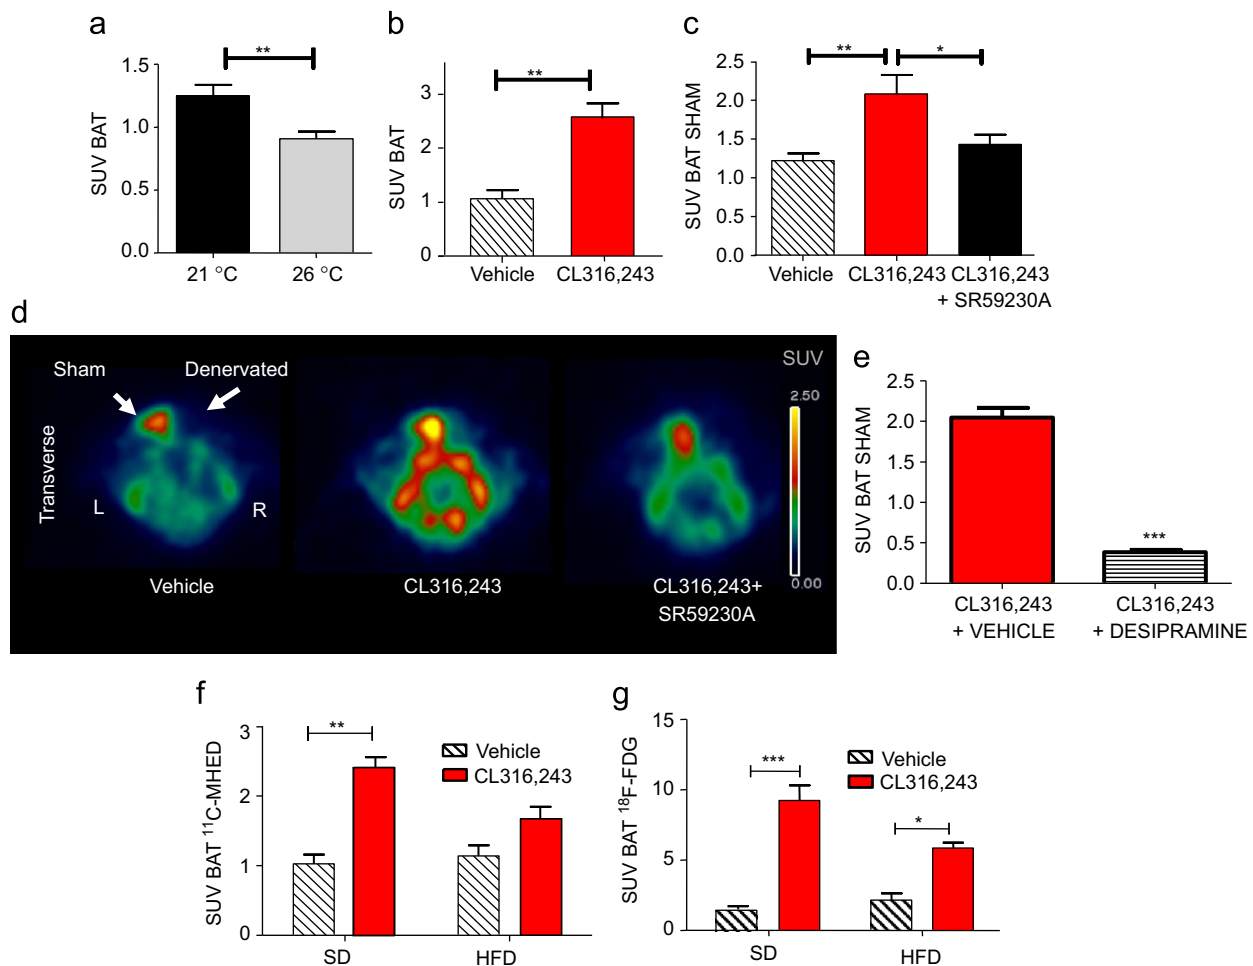 a
SUV BAT
1.5
1.0
0.5
0.0
**
21 °C
26 °C
b
SUV BAT
3
2
1
0
**
Vehicle
CL316,243
c
SUV BAT SHAM
2.5
2.0
1.5
1.0
0.5
0.0
**
*
Vehicle
CL316,243
CL316,243
+ SR59230A
d
Sham
Denervated
SUV
2.50
0.00
Transverse
L
R
Vehicle
CL316,243
CL316,243+
SR59230A
e
SUV BAT SHAM
2.5
2.0
1.5
1.0
0.5
0.0
***
CL316,243
+ VEHICLE
CL316,243
+ DESIPRAMINE
f
SUV BAT ¹¹C-MHED
3
2
1
0
**
Vehicle
CL316,243
SD
HFD
g
SUV BAT ¹⁸F-FDG
15
10
5
0
***
*
Vehicle
CL316,243
SD
HFD